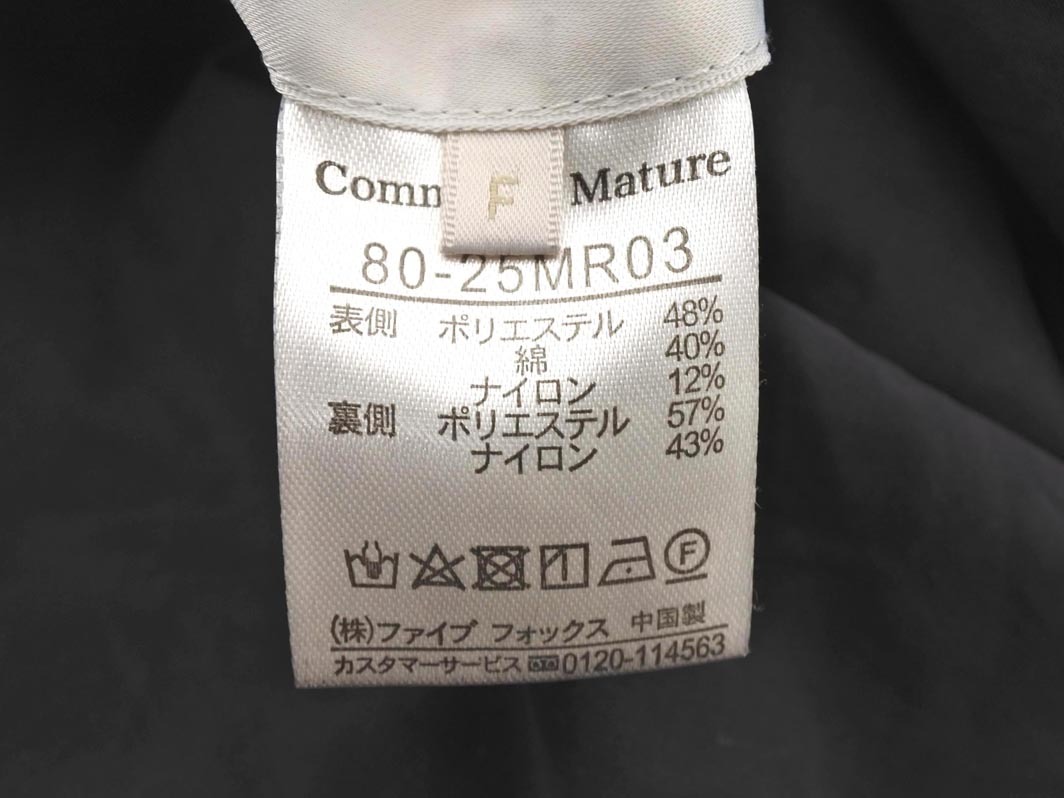 Comm Mature
F
80-25MR03
表側 ポリエステル 48%
綿 40%
ナイロン 12%
裏側 ポリエステル 57%
ナイロン 43%
F
(株)ファイブ フォックス 中国製
カスタマーサービス 0120-114563